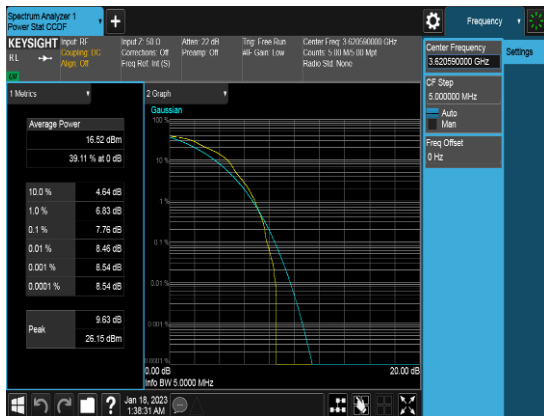 Spectrum Analyzer 1
Power Stat CCDF
Frequency
KEYSIGHT
Input: RF
Coupling: DC
Align: Off
Input Z: 50 Ω
Corrections: Off
Freq Ref: Int (S)
Atten: 22 dB
Preamp: Off
Trig: Free Run
#IF Gain: Low
Center Freq: 3.620590000 GHz
Counts: 5.00 M/5.00 Mpt
Radio Std: None
RL
LXI
Center Frequency
3.620590000 GHz
Settings
CF Step
5.000000 MHz
Auto
Man
Freq Offset
0 Hz
1 Metrics
2 Graph
Gaussian
Average Power
16.52 dBm
39.11 % at 0 dB
10.0 % 4.64 dB
1.0 % 6.83 dB
0.1 % 7.76 dB
0.01 % 8.46 dB
0.001 % 8.54 dB
0.0001 % 8.54 dB
Peak
9.63 dB
26.15 dBm
100 %
10 %
1 %
0.1 %
0.01 %
0.001 %
0.0001 %
0.00 dB
20.00 dB
Info BW 5.0000 MHz
Jan 18, 2023
1:38:31 AM